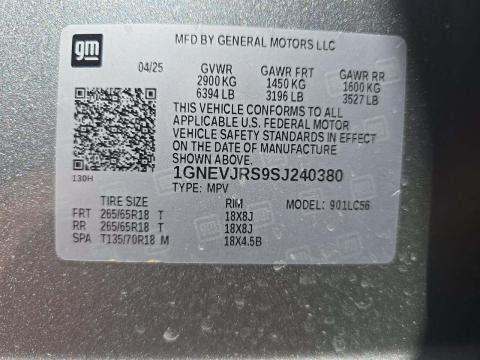 gm
MFD BY GENERAL MOTORS LLC
04/25 GVWR GAWR FRT GAWR RR
2900 KG 1450 KG 1600 KG
6394 LB 3196 LB 3527 LB
THIS VEHICLE CONFORMS TO ALL
APPLICABLE U.S. FEDERAL MOTOR
VEHICLE SAFETY STANDARDS IN EFFECT
ON THE DATE OF MANUFACTURE
SHOWN ABOVE.
130H 1GNEVJRS9SJ240380
TYPE: MPV
TIRE SIZE RIM MODEL: 901LC56
FRT 265/65R18 T 18X8J
RR 265/65R18 T 18X8J
SPA T135/70R18 M 18X4.5B